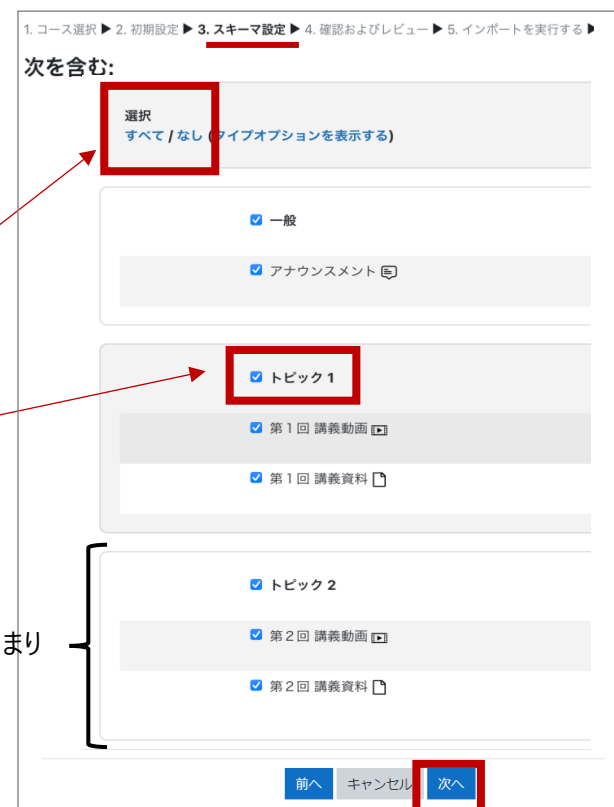 1. コース選択 ▶ 2. 初期設定 ▶ 3. スキーマ設定 ▶ 4. 確認およびレビュー ▶ 5. インポートを実行する ▶
次を含む:
選択
すべて / なし (タイプオプションを表示する)
一般
アナウンスメント
トピック 1
第1回 講義動画
第1回 講義資料
トピック 2
まり
第2回 講義動画
第2回 講義資料
前へ キャンセル 次へ